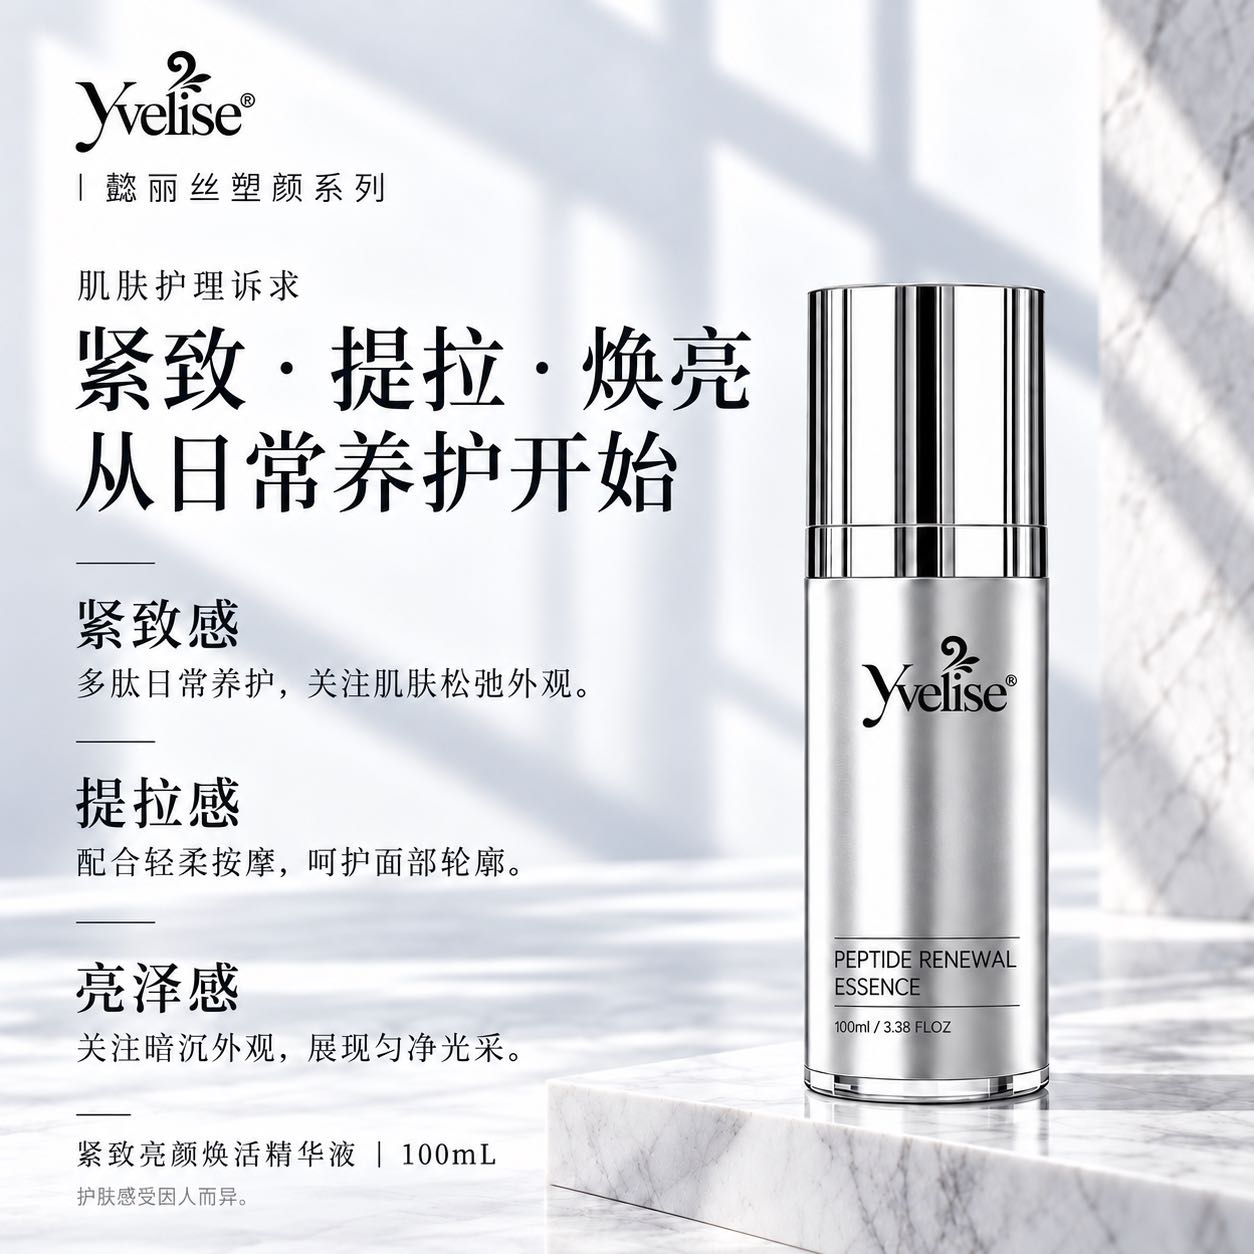 Yvelise®
| 懿丽丝塑颜系列
肌肤护理诉求
紧致·提拉·焕亮
从日常养护开始
紧致感
多肽日常养护，关注肌肤松弛外观。
提拉感
配合轻柔按摩，呵护面部轮廓。
亮泽感
关注暗沉外观，展现匀净光采。
紧致亮颜焕活精华液 | 100mL
护肤感受因人而异。
Yvelise®
PEPTIDE RENEWAL
ESSENCE
100ml / 3.38 FLOZ